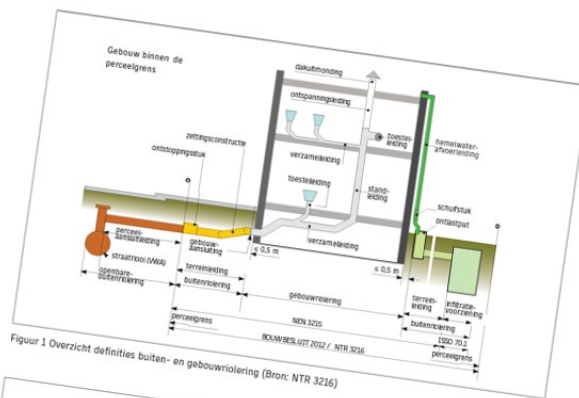 Gebouw binnen de
perceelgrens
dakuitmonding
ontspanningsleiding
zettingsconstructie
ontstoppingsstuk
verzamelleiding
toestel-
leiding
hemelwater-
afvoerleiding
toestelleiding
stand-
leiding
schuifstuk
ontlastput
perceel-
aansluitleiding
gebouw-
aansluiting
verzamelleiding
≤ 0,5 m
≤ 0,5 m
straatriool (VWA)
openbare-
buitenriolering
terreinleiding
buitenriolering
gebouwriolering
terrein-
leiding
infiltratie-
voorziening
buitenriolering
NEN 3215
ISSO 70.1
perceelgrens
BOUWBESLUIT 2012 / NTR 3216
perceelgrens
Figuur 1 Overzicht definities buiten- en gebouwriolering (Bron: NTR 3216)